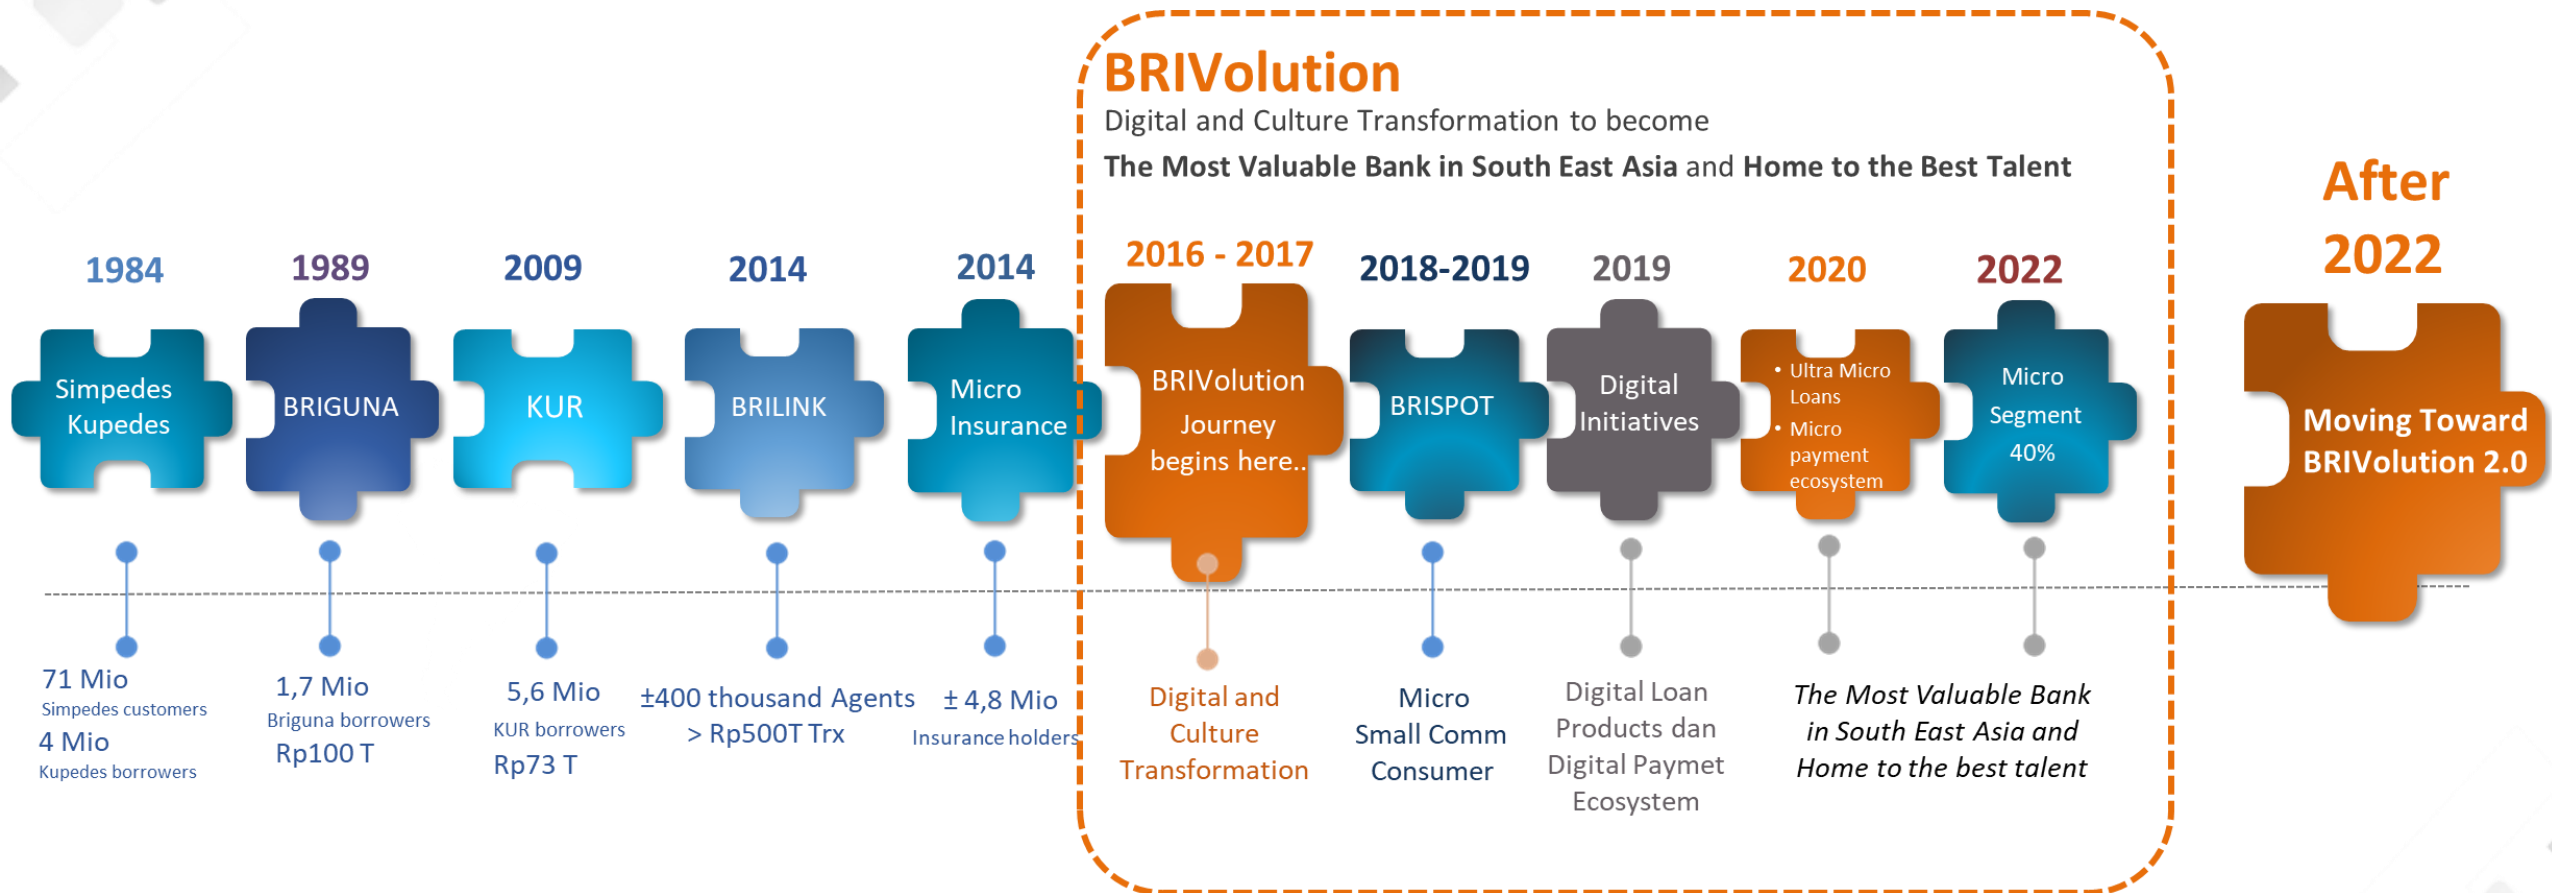 BRIVolution
Digital and Culture Transformation to become
The Most Valuable Bank in South East Asia and Home to the Best Talent
1984
Simpedes
Kupedes
71 Mio
Simpedes customers
4 Mio
Kupedes borrowers
1989
BRIGUNA
1,7 Mio
Briguna borrowers
Rp100 T
2009
KUR
5,6 Mio
KUR borrowers
Rp73 T
2014
BRILINK
±400 thousand Agents
> Rp500T Trx
2014
Micro
Insurance
± 4,8 Mio
Insurance holders
2016 - 2017
BRIVolution
Journey
begins here..
Digital and
Culture
Transformation
2018-2019
BRISPOT
Micro
Small Comm
Consumer
2019
Digital
Initiatives
Digital Loan
Products dan
Digital Paymet
Ecosystem
2020
• Ultra Micro
Loans
• Micro
payment
ecosystem
2022
Micro
Segment
40%
The Most Valuable Bank
in South East Asia and
Home to the best talent
After
2022
Moving Toward
BRIVolution 2.0